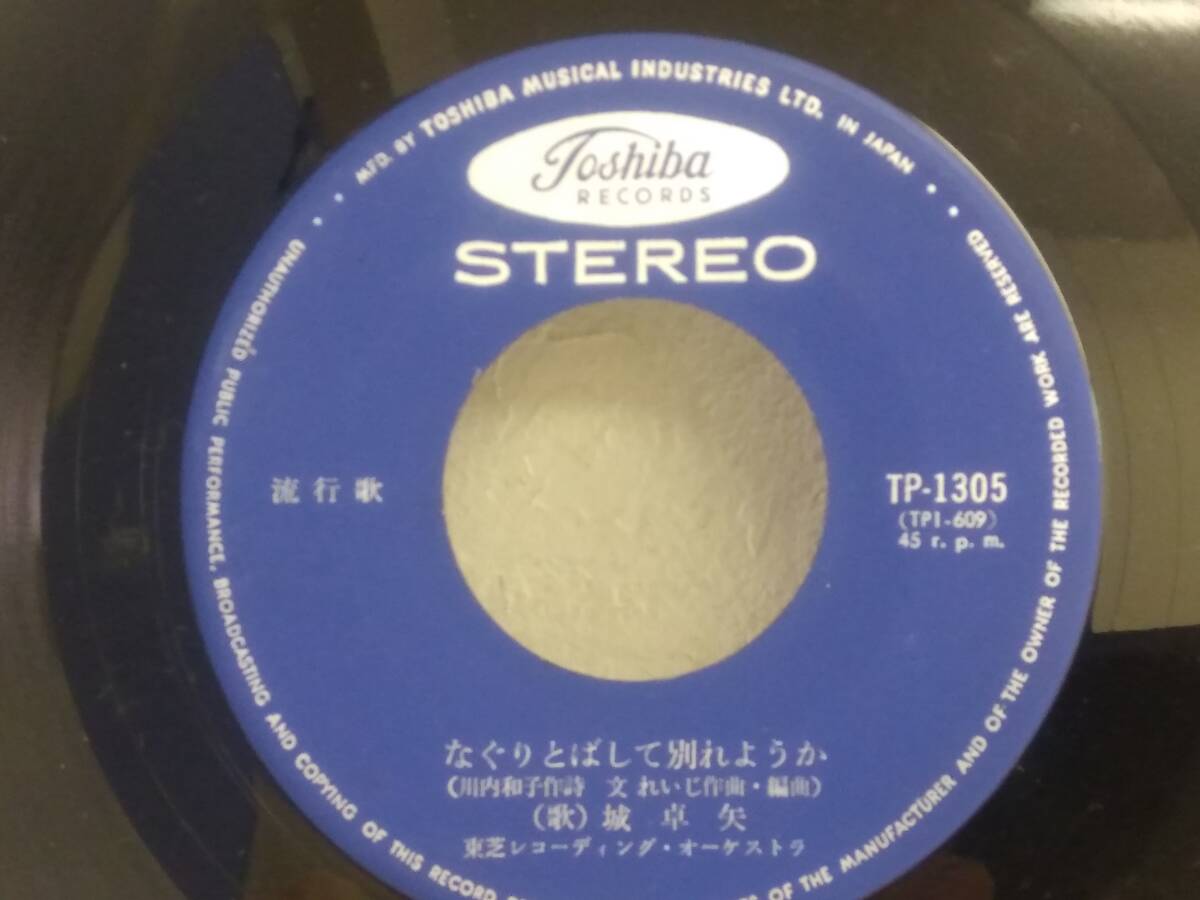 MFD. BY TOSHIBA MUSICAL INDUSTRIES LTD. IN JAPAN
Toshiba
RECORDS
STEREO
流行歌
TP-1305
(TP1-609)
45 r. p. m.
なぐりとばして別れようか
(川内和子作詩 文 れいじ作曲・編曲)
(歌) 城 卓 矢
東芝レコーディング・オーケストラ
UNAUTHORIZED PUBLIC PERFORMANCE, BROADCASTING AND COPYING OF THIS RECORD
OF THE MANUFACTURER AND OF THE OWNER OF THE RECORDED WORK ARE RESERVED